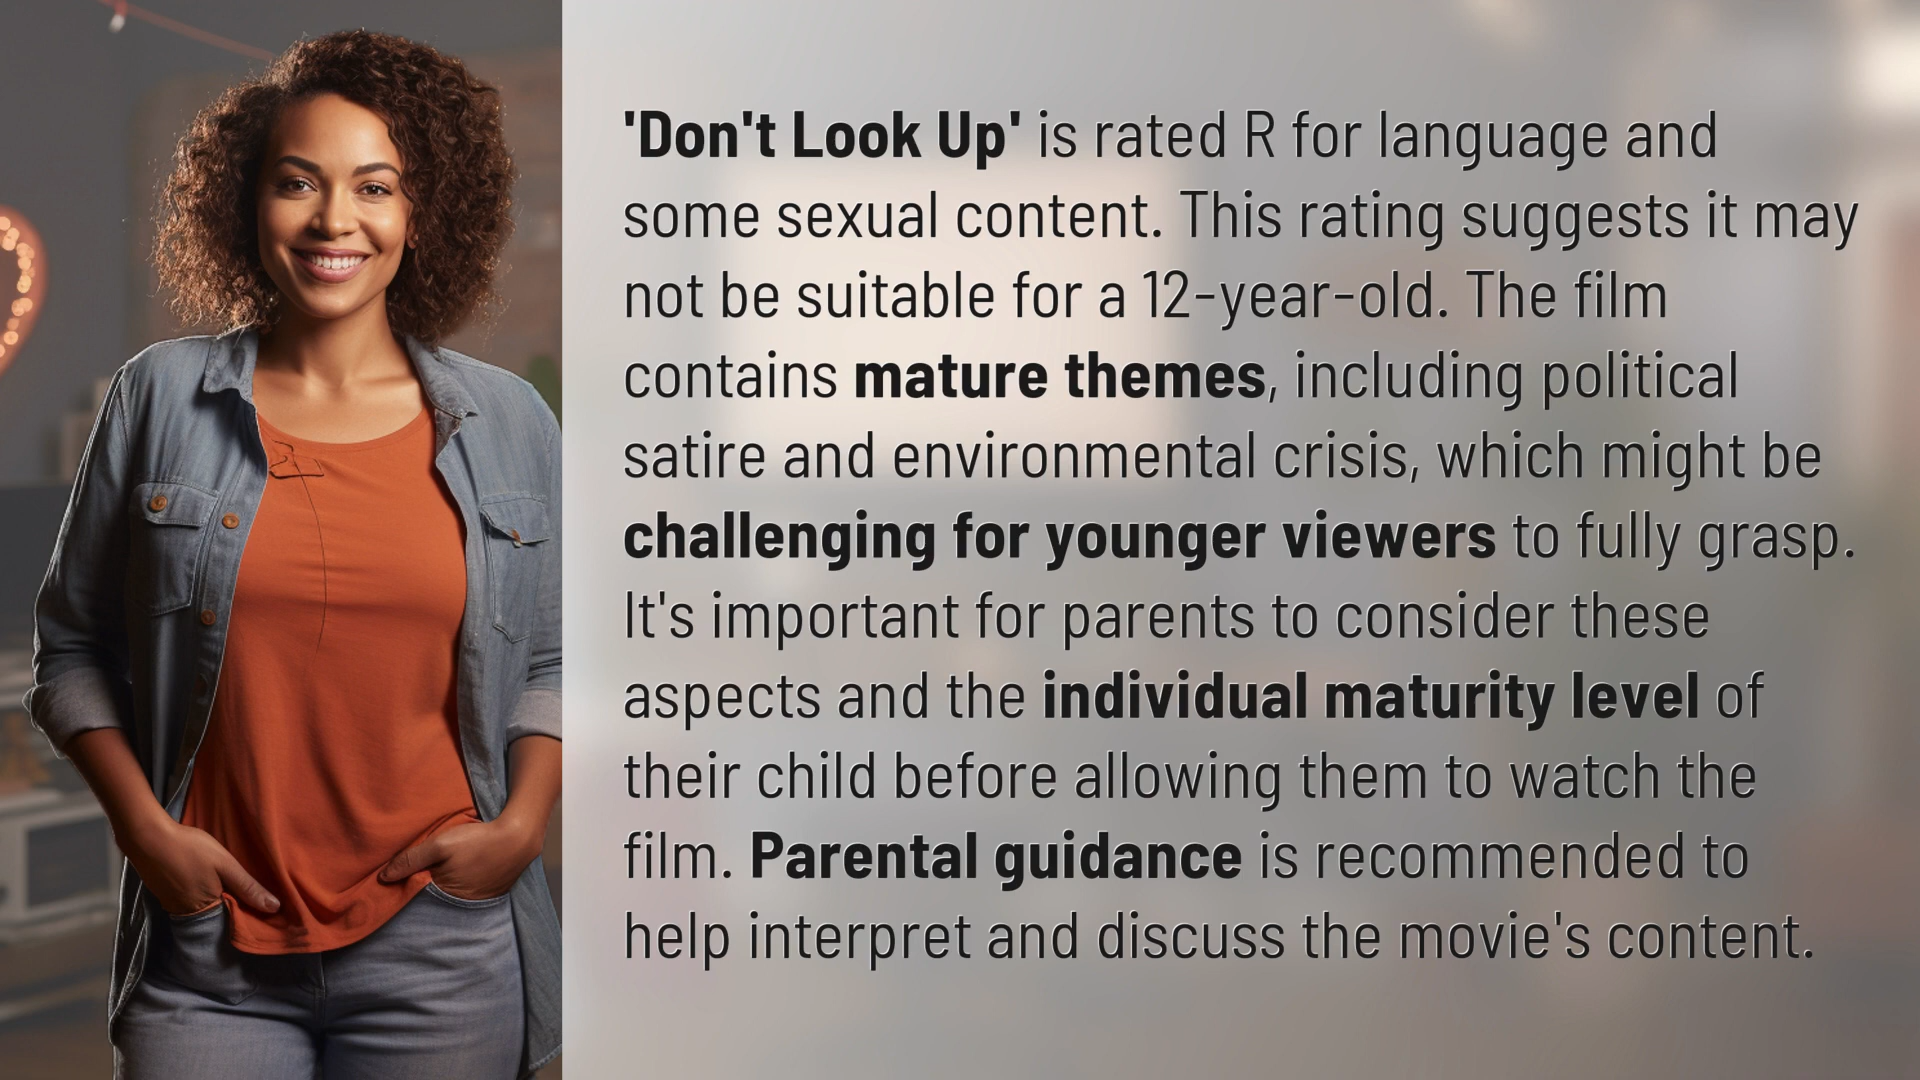 'Don't Look Up' is rated R for language and
some sexual content. This rating suggests it may
not be suitable for a 12-year-old. The film
contains mature themes, including political
satire and environmental crisis, which might be
challenging for younger viewers to fully grasp.
It's important for parents to consider these
aspects and the individual maturity level of
their child before allowing them to watch the
film. Parental guidance is recommended to
help interpret and discuss the movie's content.